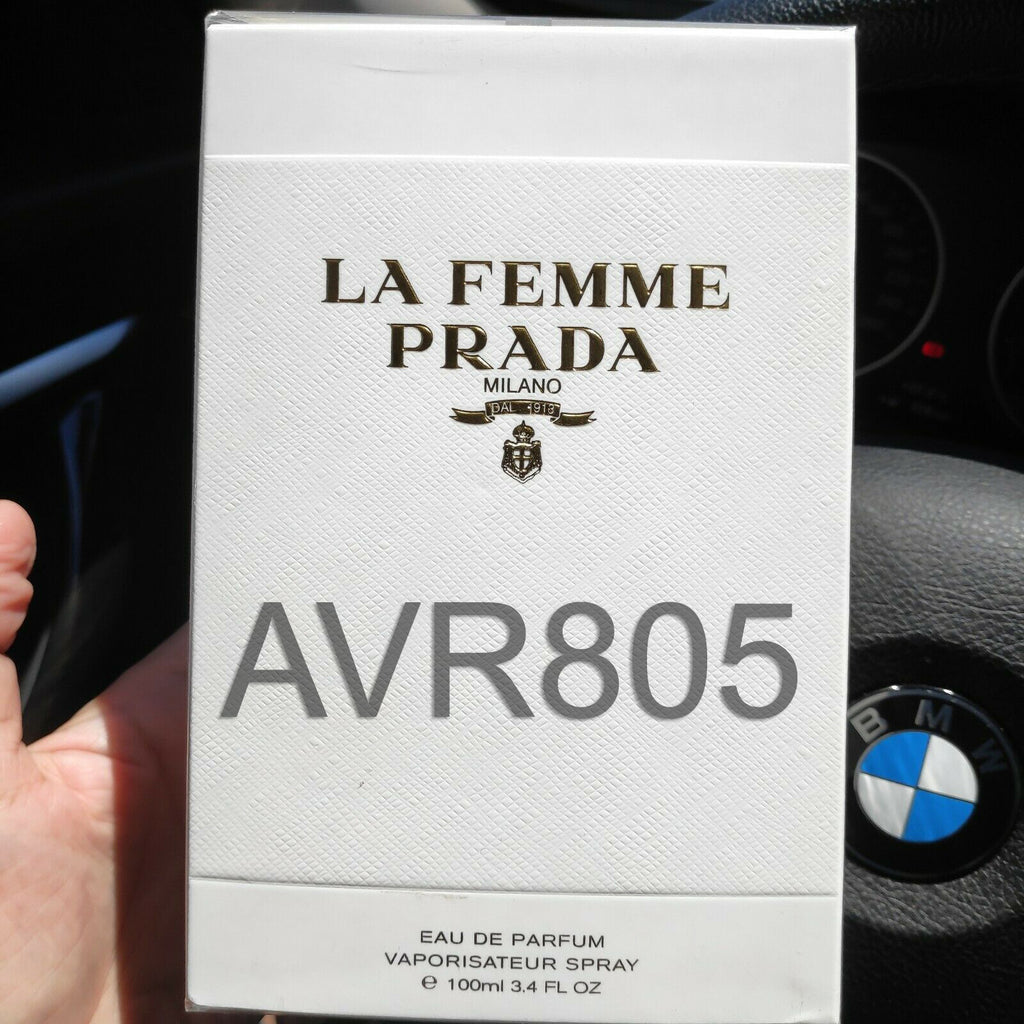 LA FEMME
PRADA
MILANO
DAL 1913
AVR805
BMW
EAU DE PARFUM
VAPORISATEUR SPRAY
℮ 100ml 3.4 FL OZ